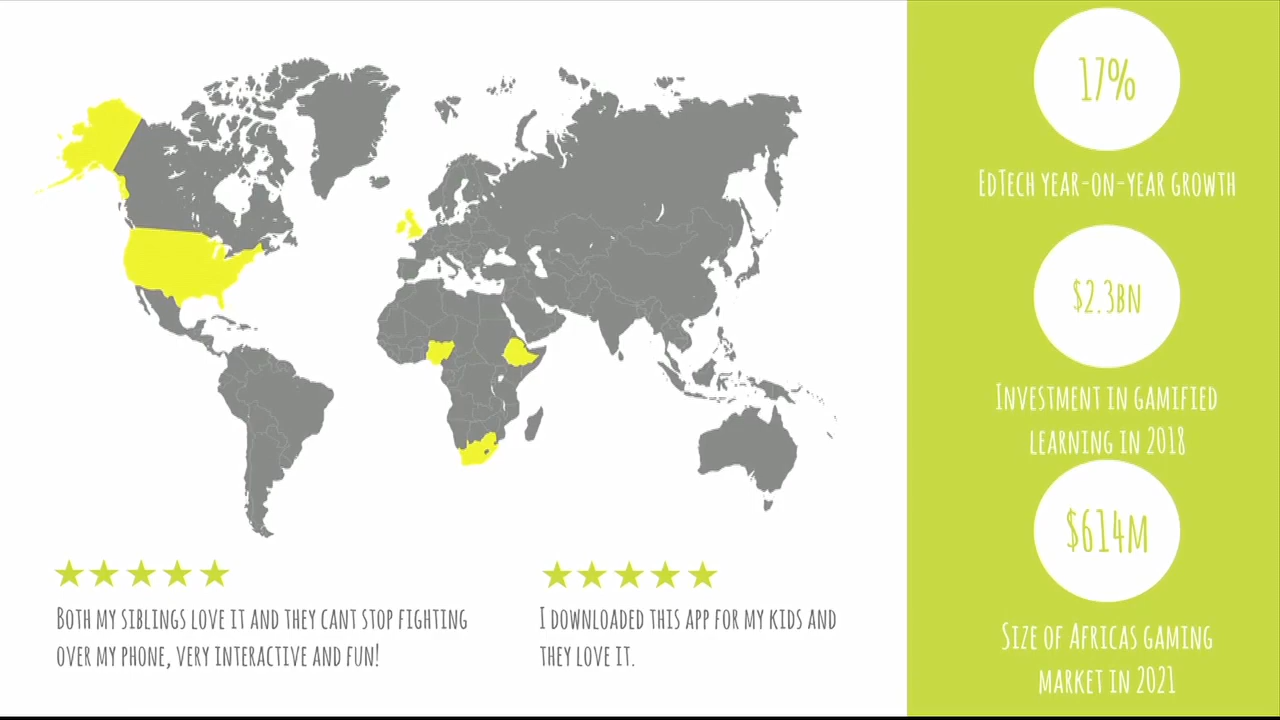 17%
EdTech year-on-year growth
$2.3bn
Investment in gamified
learning in 2018
$614m
Size of Africas gaming
market in 2021
Both my siblings love it and they cant stop fighting
over my phone, very interactive and fun!
I downloaded this app for my kids and
they love it.